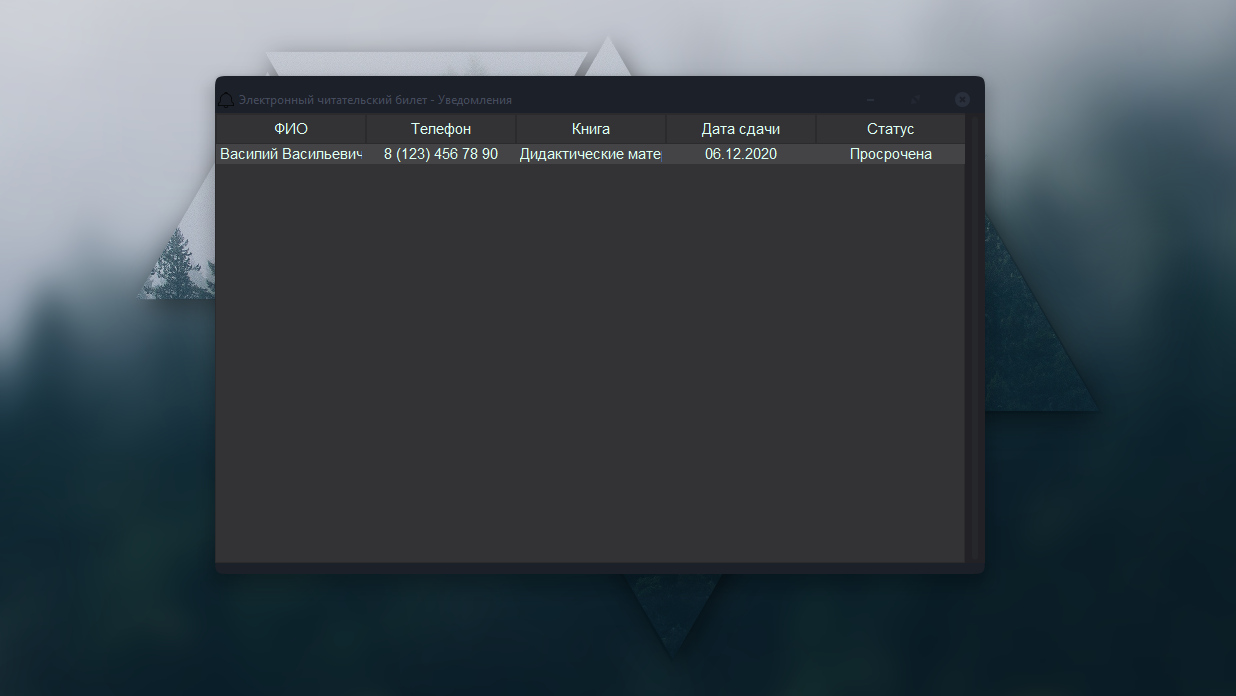 Электронный читательский билет - Уведомления
ФИО Телефон Книга Дата сдачи Статус
Василий Васильевич 8 (123) 456 78 90 Дидактические мате 06.12.2020 Просрочена